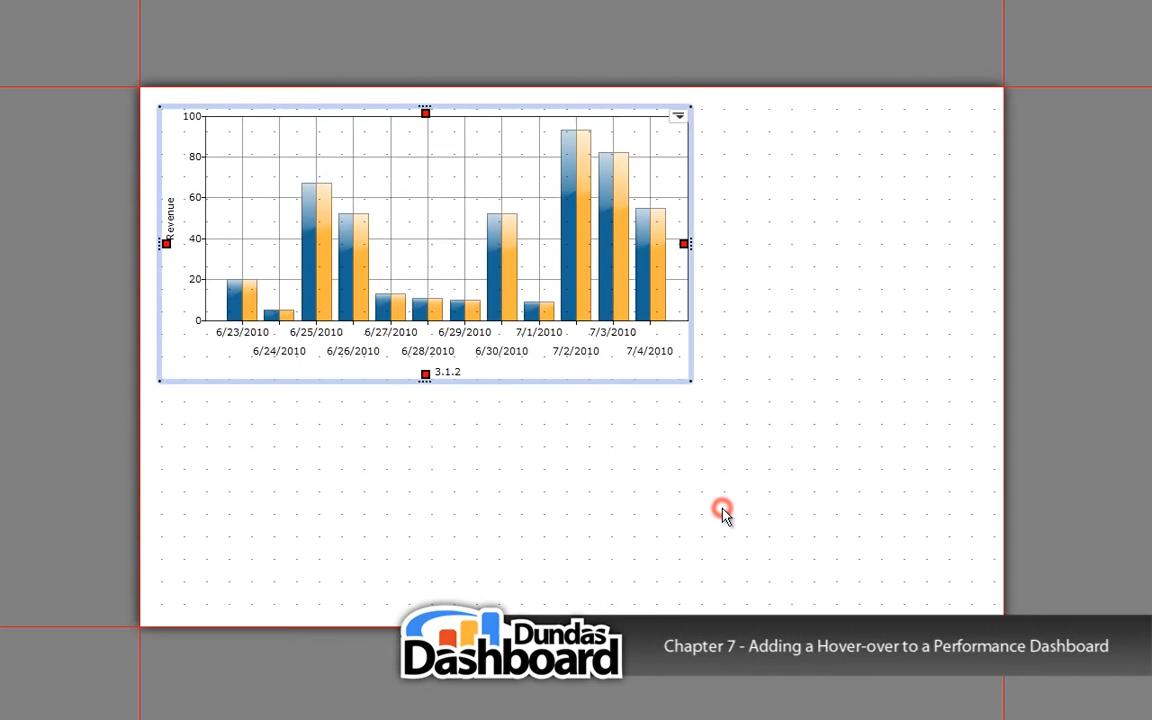 100
80
60
40
20
0
Revenue
6/23/2010 6/25/2010 6/27/2010 6/29/2010 7/1/2010 7/3/2010
6/24/2010 6/26/2010 6/28/2010 6/30/2010 7/2/2010 7/4/2010
3.1.2
Dundas
Dashboard
Chapter 7 - Adding a Hover-over to a Performance Dashboard